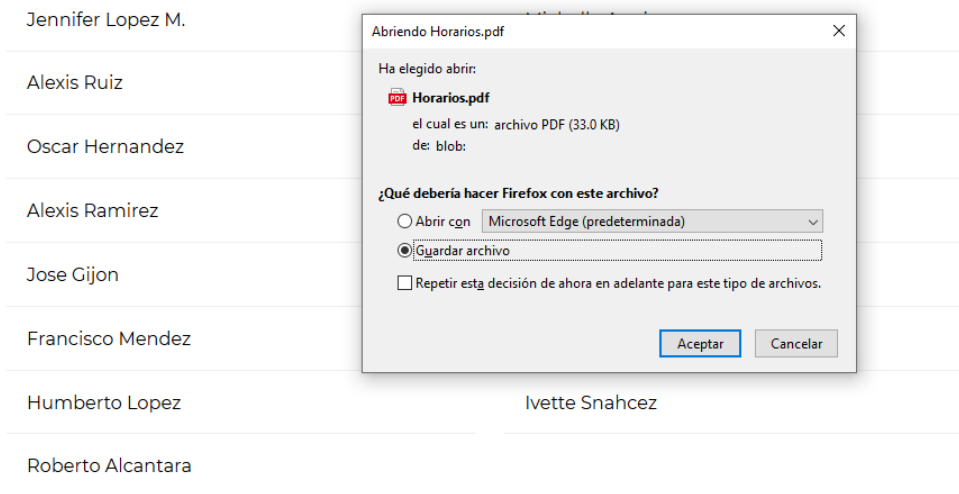 Jennifer Lopez M.
Alexis Ruiz
Oscar Hernandez
Alexis Ramirez
Jose Gijon
Francisco Mendez
Humberto Lopez
Roberto Alcantara
Abriendo Horarios.pdf
Ha elegido abrir:
PDF Horarios.pdf
el cual es un: archivo PDF (33.0 KB)
de: blob:
¿Qué debería hacer Firefox con este archivo?
Abrir con Microsoft Edge (predeterminada)
Guardar archivo
Repetir esta decisión de ahora en adelante para este tipo de archivos.
Aceptar Cancelar
Ivette Snahcez